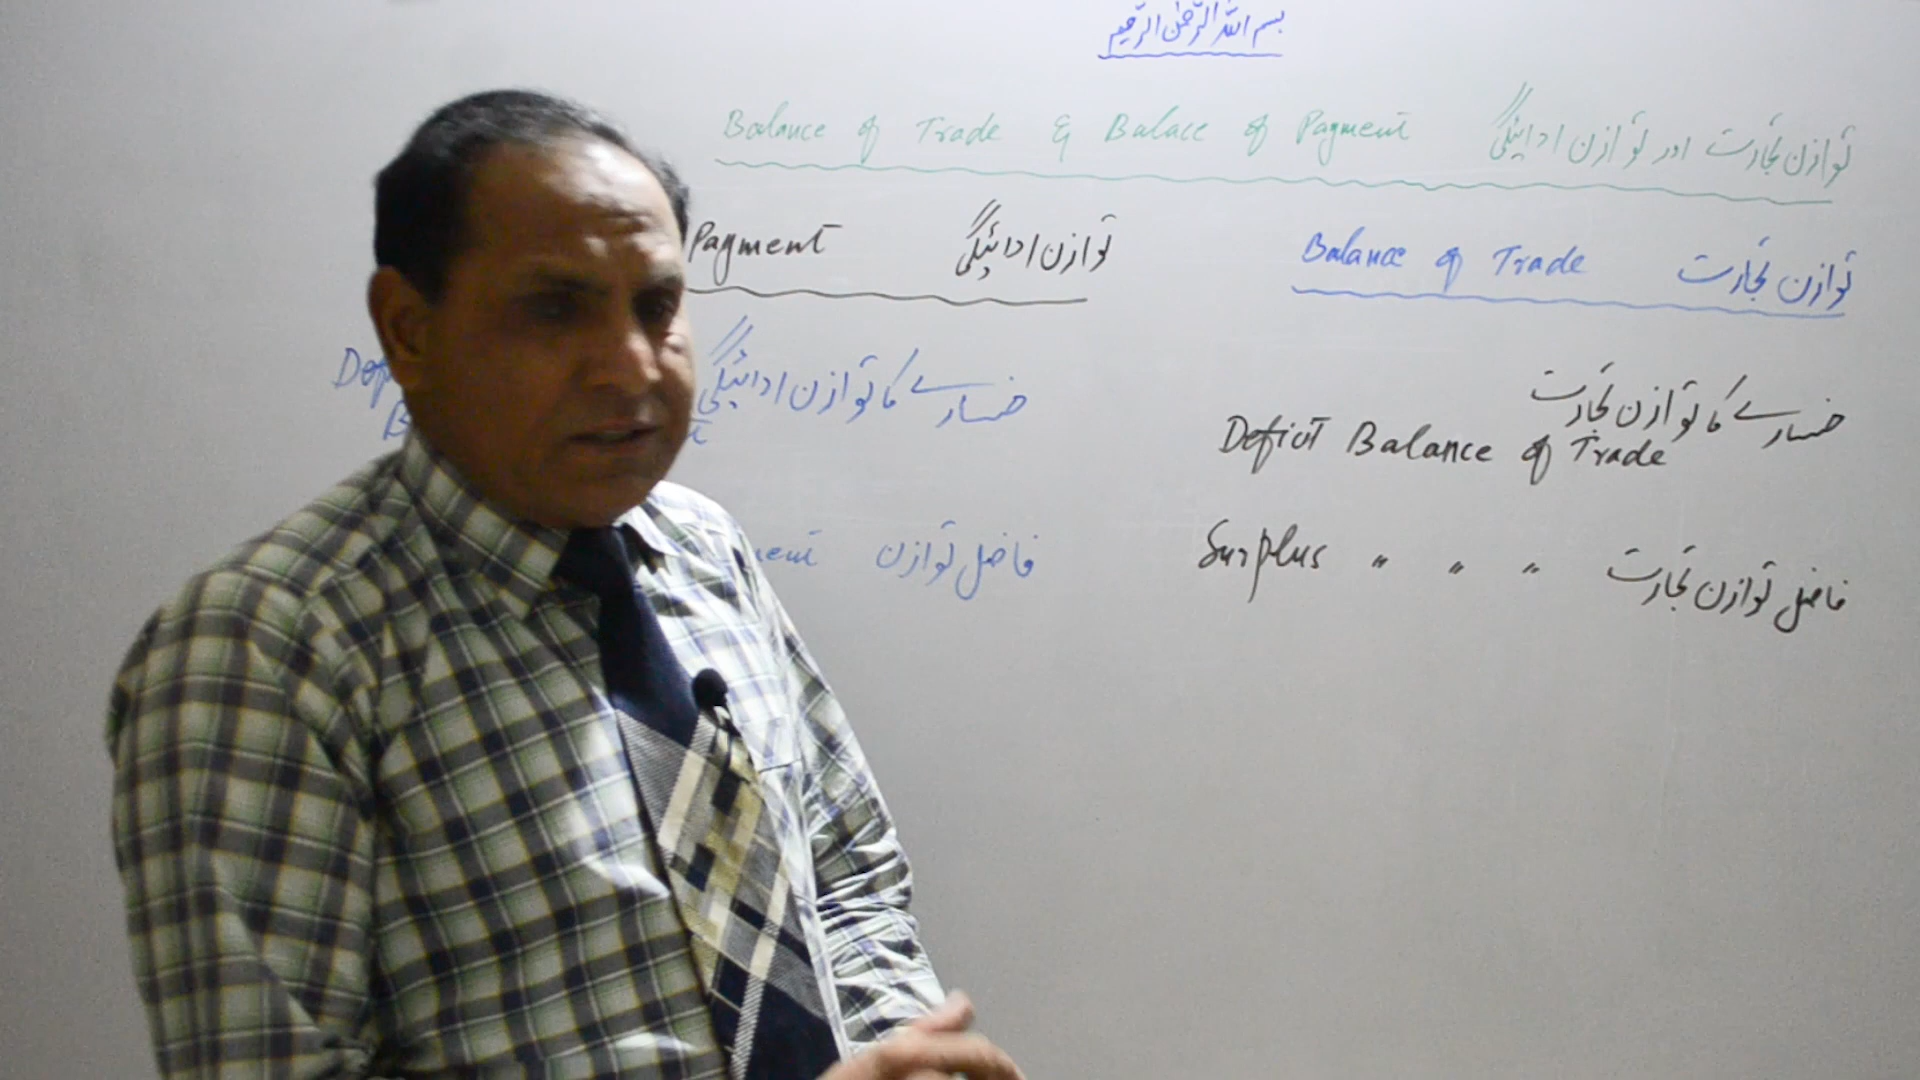 بسم اللہ الرحمٰن الرحیم
Balance of Trade & Balace of Payment توازن تجارت اور توازن ادائیگی
Balance of Trade توازن تجارت
خسارے کا توازن تجارت
Deficit Balance of Trade
Surplus " " " فاضل توازن تجارت
Payment توازن ادائیگی
خسارے کا توازن ادائیگی
فاضل توازن